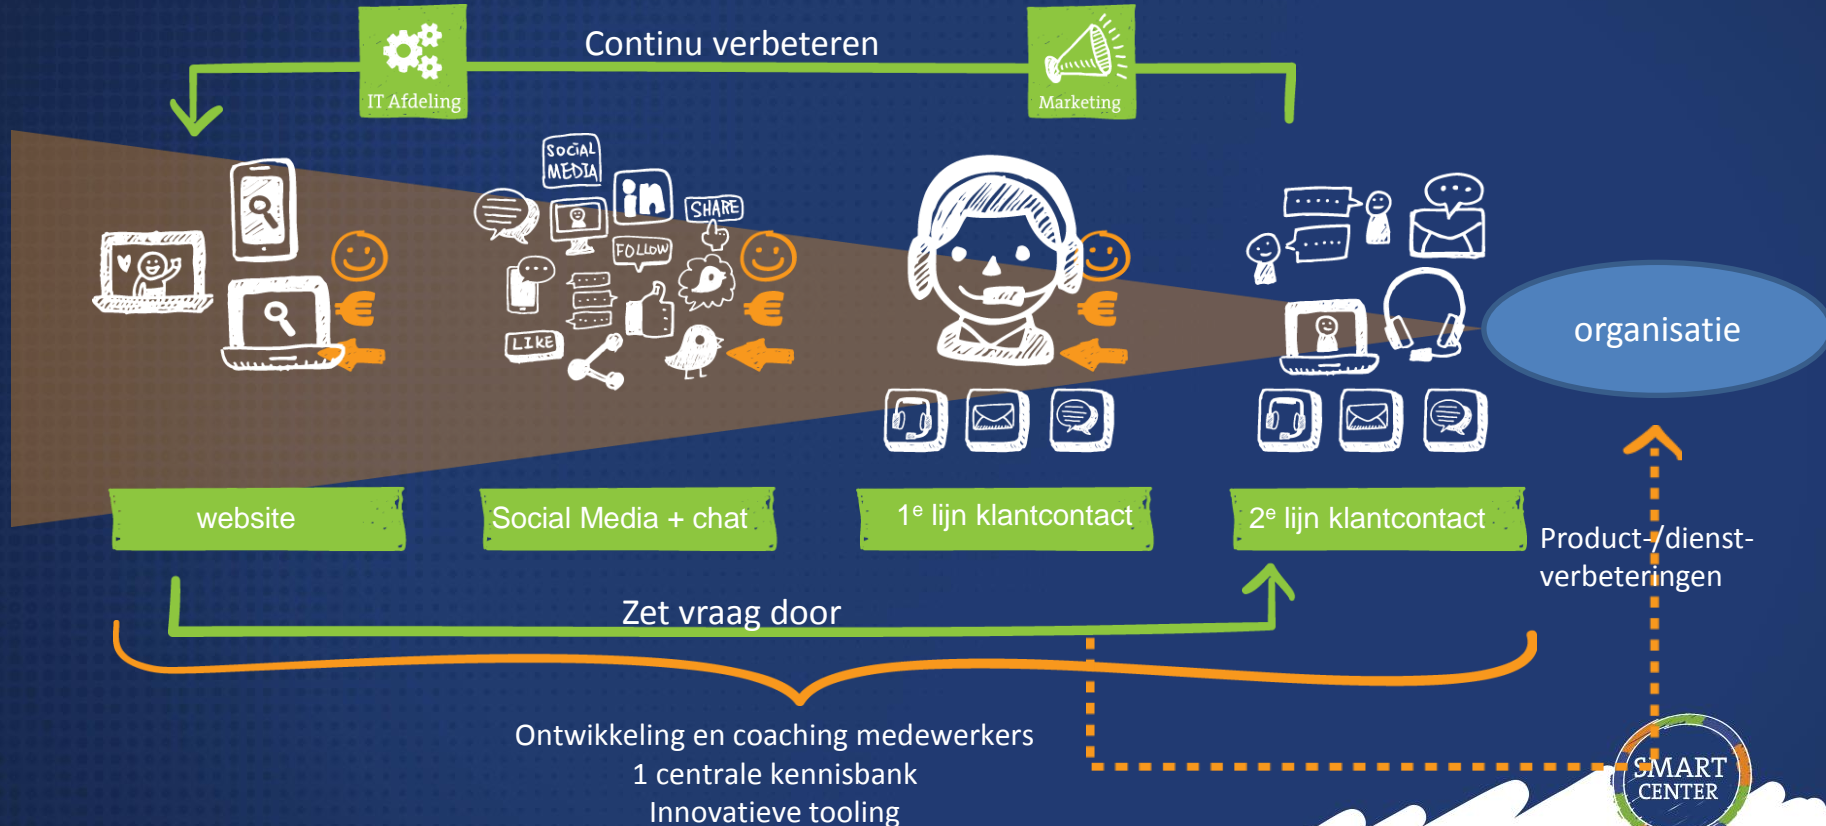 Continu verbeteren
IT Afdeling
Marketing
SOCIAL
MEDIA
in
SHARE
FOLLOW
LIKE
€
€
€
organisatie
website
Social Media + chat
1e lijn klantcontact
2e lijn klantcontact
Product-/dienst-
verbeteringen
Zet vraag door
Ontwikkeling en coaching medewerkers
1 centrale kennisbank
Innovatieve tooling
SMART
CENTER